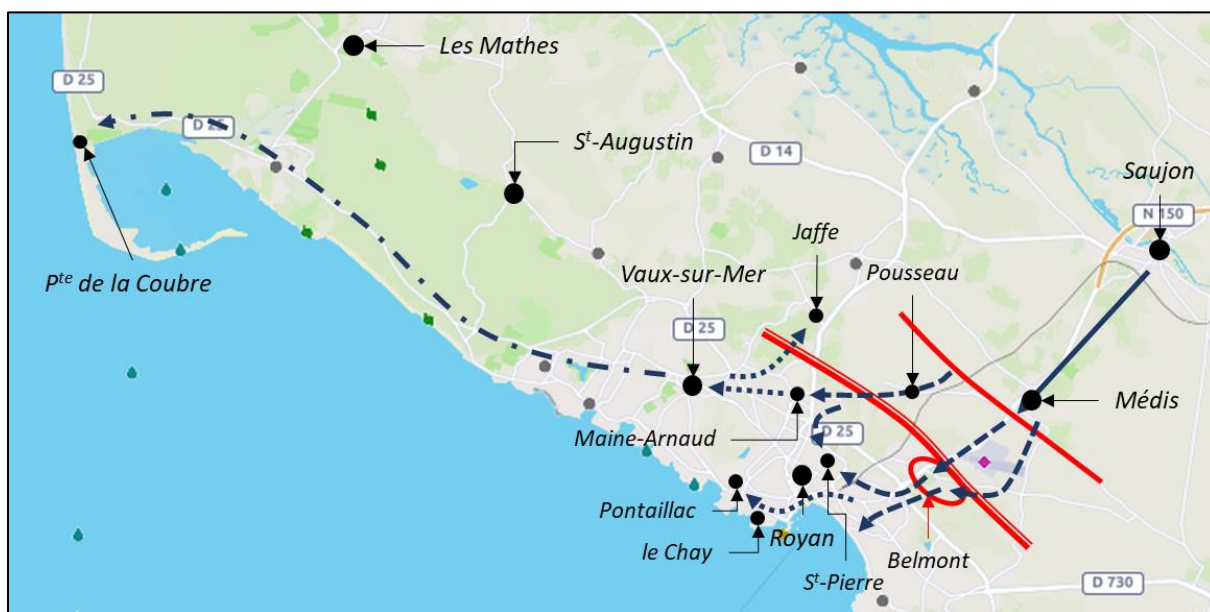 Les Mathes
D 25
D 25
Sᵗ-Augustin
D 14
Saujon
N 150
Jaffe
Pᵗᵉ de la Coubre
Vaux-sur-Mer
Pousseau
D 25
Médis
Maine-Arnaud
D 25
Pontaillac
le Chay
Royan
Belmont
Sᵗ-Pierre
D 730